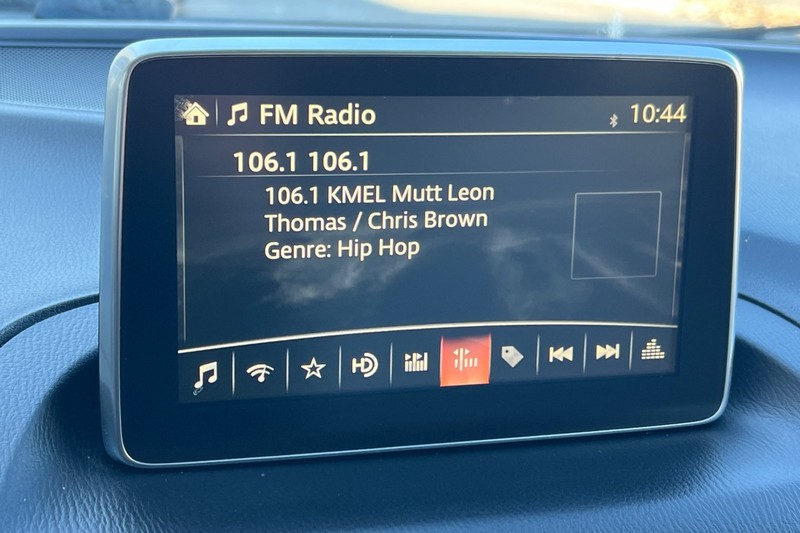 FM Radio 10:44
106.1 106.1
106.1 KMEL Mutt Leon
Thomas / Chris Brown
Genre: Hip Hop
HD